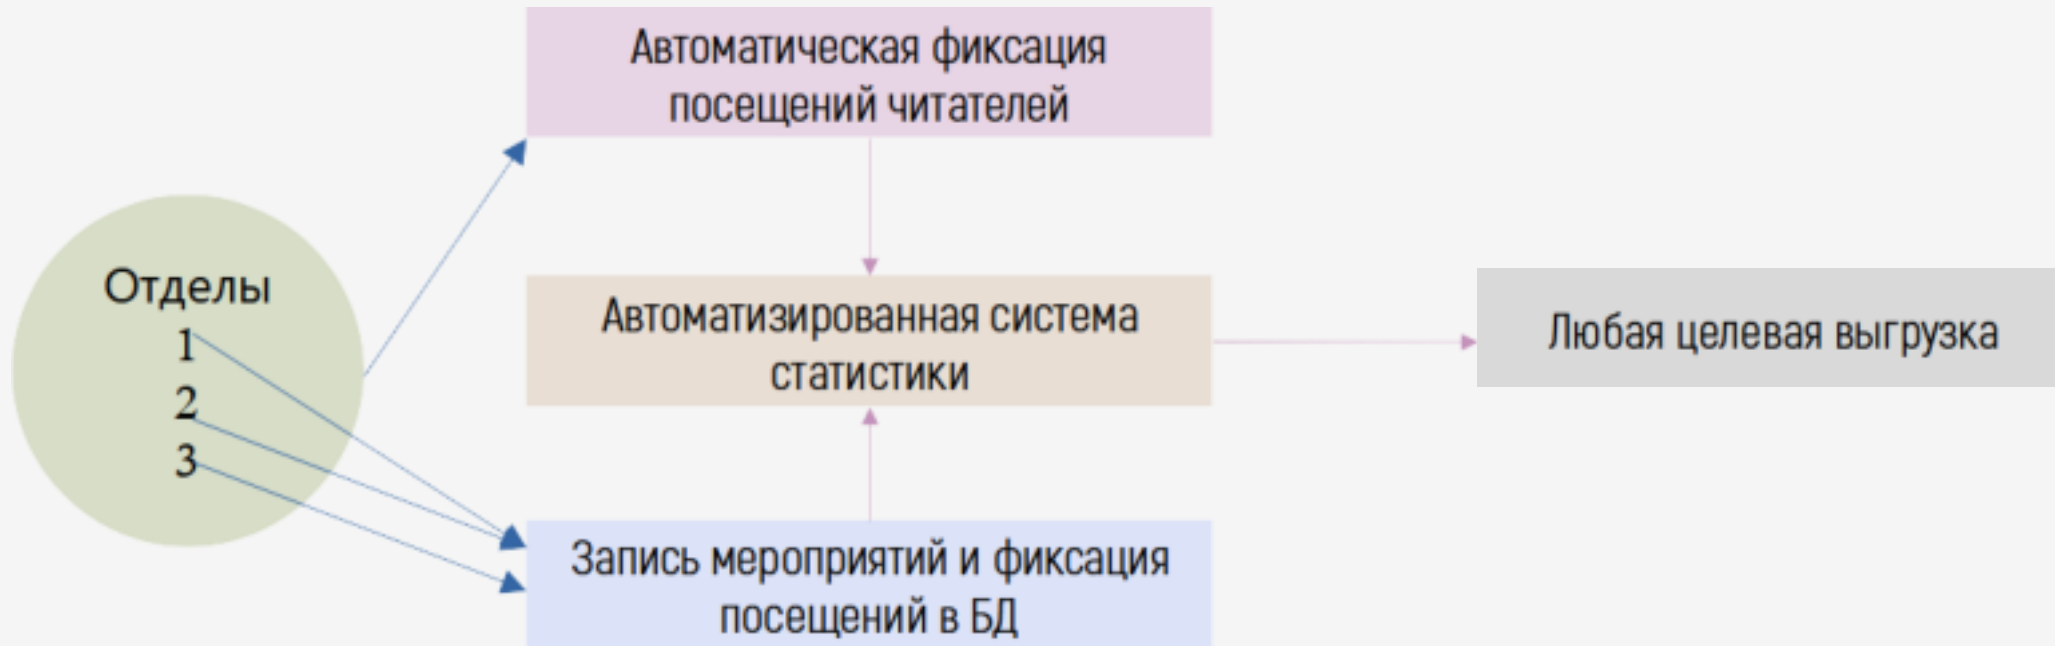 Автоматическая фиксация
посещений читателей
Отделы
1
2
3
Автоматизированная система
статистики
Любая целевая выгрузка
Запись мероприятий и фиксация
посещений в БД